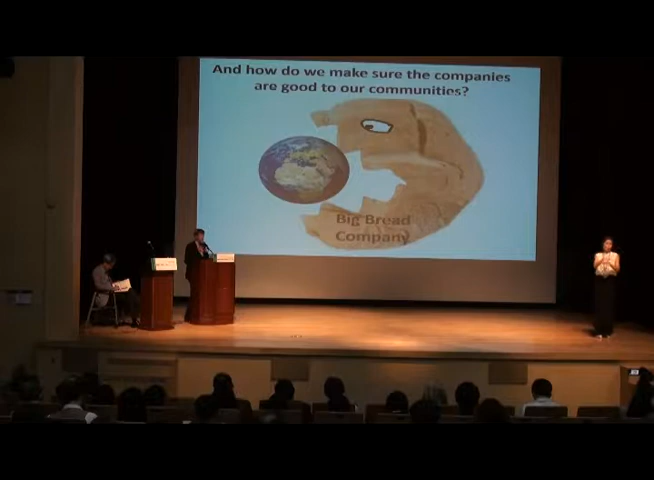 And how do we make sure the companies
are good to our communities?
Big Bread
Company